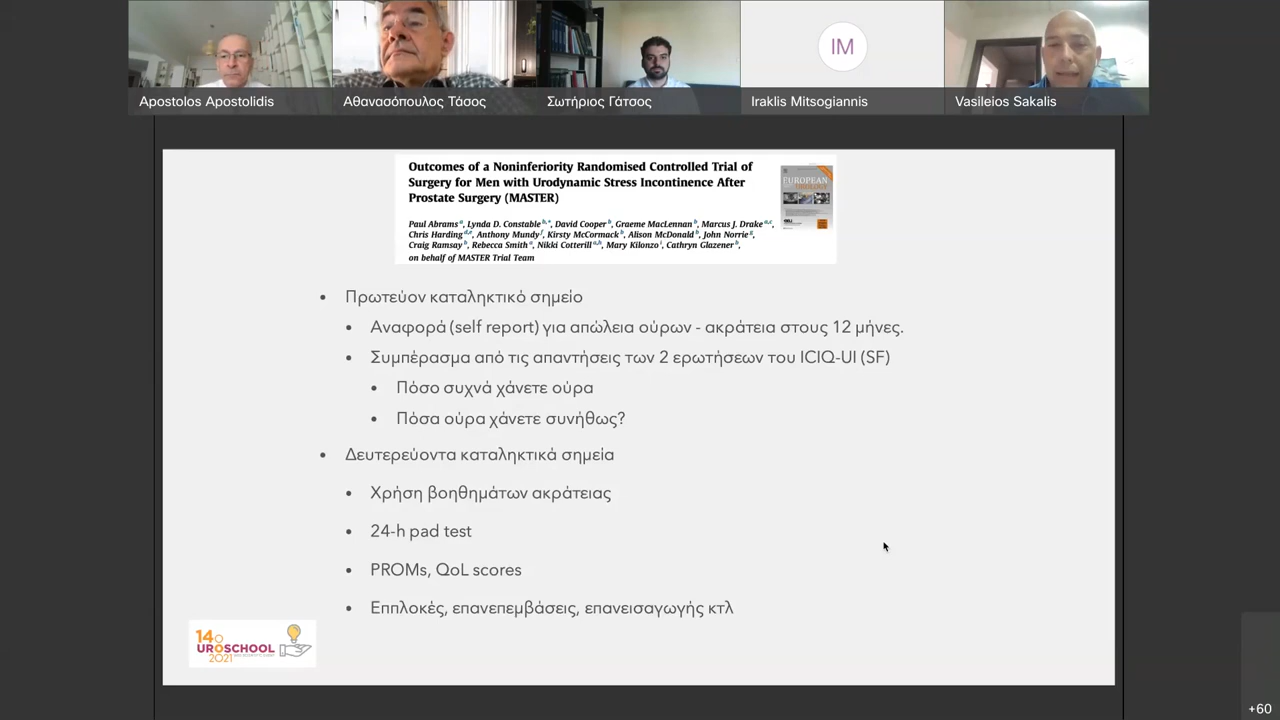 IM
Apostolos Apostolidis
Αθανασόπουλος Τάσος
Σωτήριος Γάτσος
Iraklis Mitsogiannis
Vasileios Sakalis
Outcomes of a Noninferiority Randomised Controlled Trial of
Surgery for Men with Urodynamic Stress Incontinence After
Prostate Surgery (MASTER)
EUROPEAN
Paul Abrams a, Lynda D. Constable b,*, David Cooper b, Graeme MacLennan b, Marcus J. Drake a,c,
Chris Harding d,e, Anthony Mundy f, Kirsty McCormack b, Alison McDonald b, John Norrie g,
Craig Ramsay b, Rebecca Smith a, Nikki Cotterill a,h, Mary Kilonzo i, Cathryn Glazener b,
on behalf of MASTER Trial Team
• Πρωτεύον καταληκτικό σημείο
• Αναφορά (self report) για απώλεια ούρων - ακράτεια στους 12 μήνες.
• Συμπέρασμα από τις απαντήσεις των 2 ερωτήσεων του ICIQ-UI (SF)
• Πόσο συχνά χάνετε ούρα
• Πόσα ούρα χάνετε συνήθως?
• Δευτερεύοντα καταληκτικά σημεία
• Χρήση βοηθημάτων ακράτειας
• 24-h pad test
• PROMs, QoL scores
• Επιπλοκές, επανεπεμβάσεις, επανεισαγωγής κτλ
14ο
UROSCHOOL
2021
+60